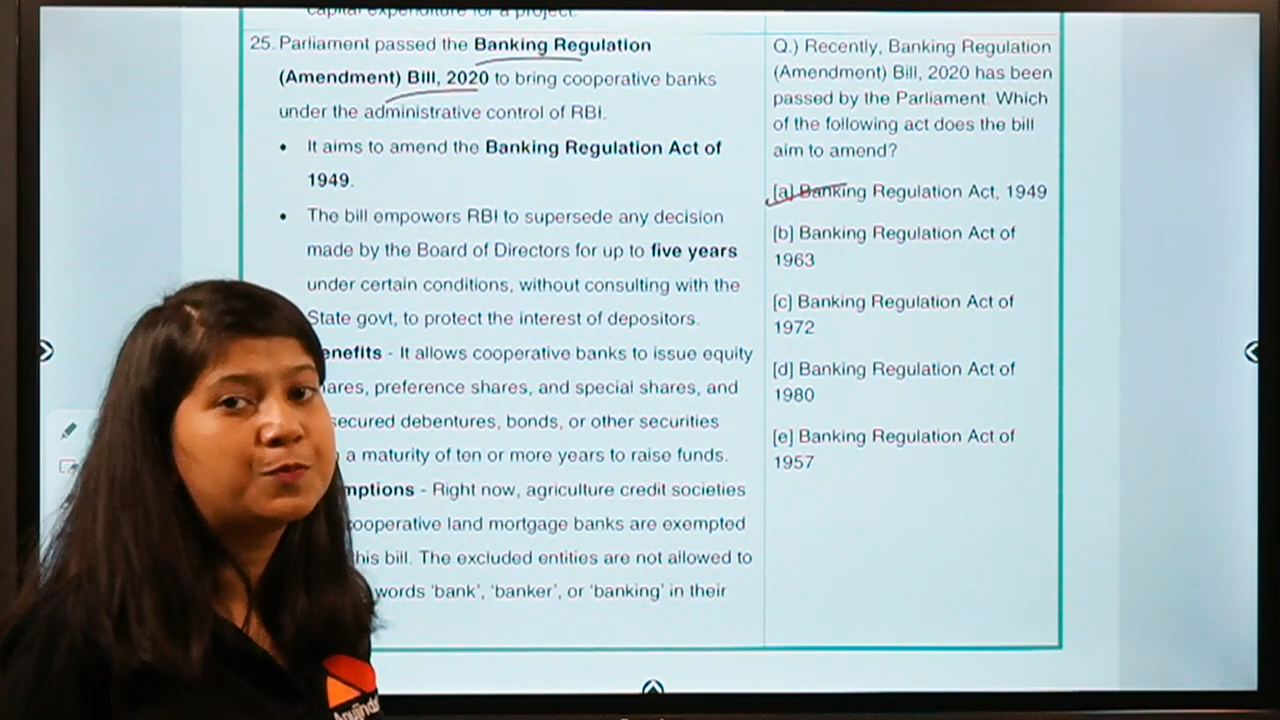 capital expenditure for a project.
25. Parliament passed the Banking Regulation
(Amendment) Bill, 2020 to bring cooperative banks
under the administrative control of RBI.
• It aims to amend the Banking Regulation Act of
1949.
• The bill empowers RBI to supersede any decision
made by the Board of Directors for up to five years
under certain conditions, without consulting with the
State govt, to protect the interest of depositors.
enefits - It allows cooperative banks to issue equity
ares, preference shares, and special shares, and
ecured debentures, bonds, or other securities
a maturity of ten or more years to raise funds.
mptions - Right now, agriculture credit societies
cooperative land mortgage banks are exempted
his bill. The excluded entities are not allowed to
words ‘bank’, ‘banker’, or ‘banking’ in their
Q.) Recently, Banking Regulation
(Amendment) Bill, 2020 has been
passed by the Parliament. Which
of the following act does the bill
aim to amend?
[a] Banking Regulation Act, 1949
[b] Banking Regulation Act of
1963
[c] Banking Regulation Act of
1972
[d] Banking Regulation Act of
1980
[e] Banking Regulation Act of
1957